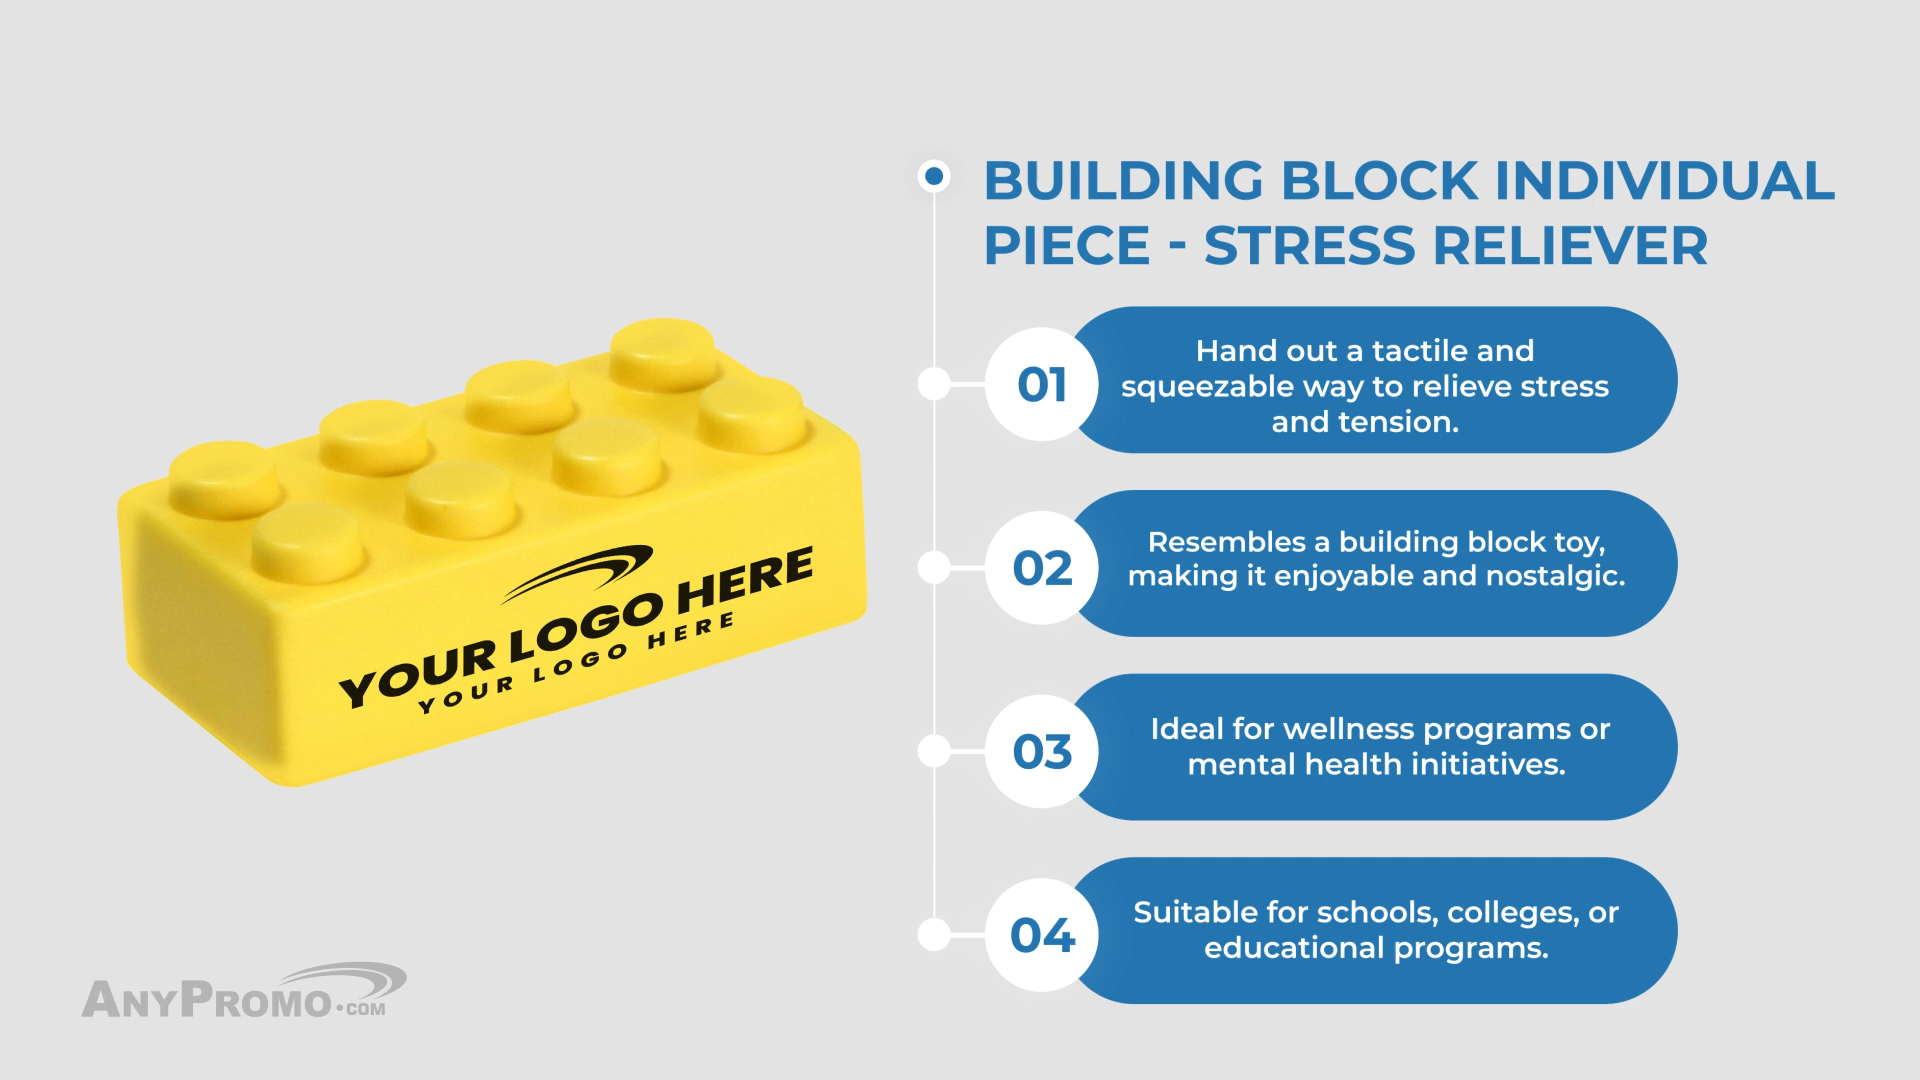 BUILDING BLOCK INDIVIDUAL
PIECE - STRESS RELIEVER
01
Hand out a tactile and
squeezable way to relieve stress
and tension.
02
Resembles a building block toy,
making it enjoyable and nostalgic.
03
Ideal for wellness programs or
mental health initiatives.
04
Suitable for schools, colleges, or
educational programs.
YOUR LOGO HERE
YOUR LOGO HERE
ANYPROMO.COM